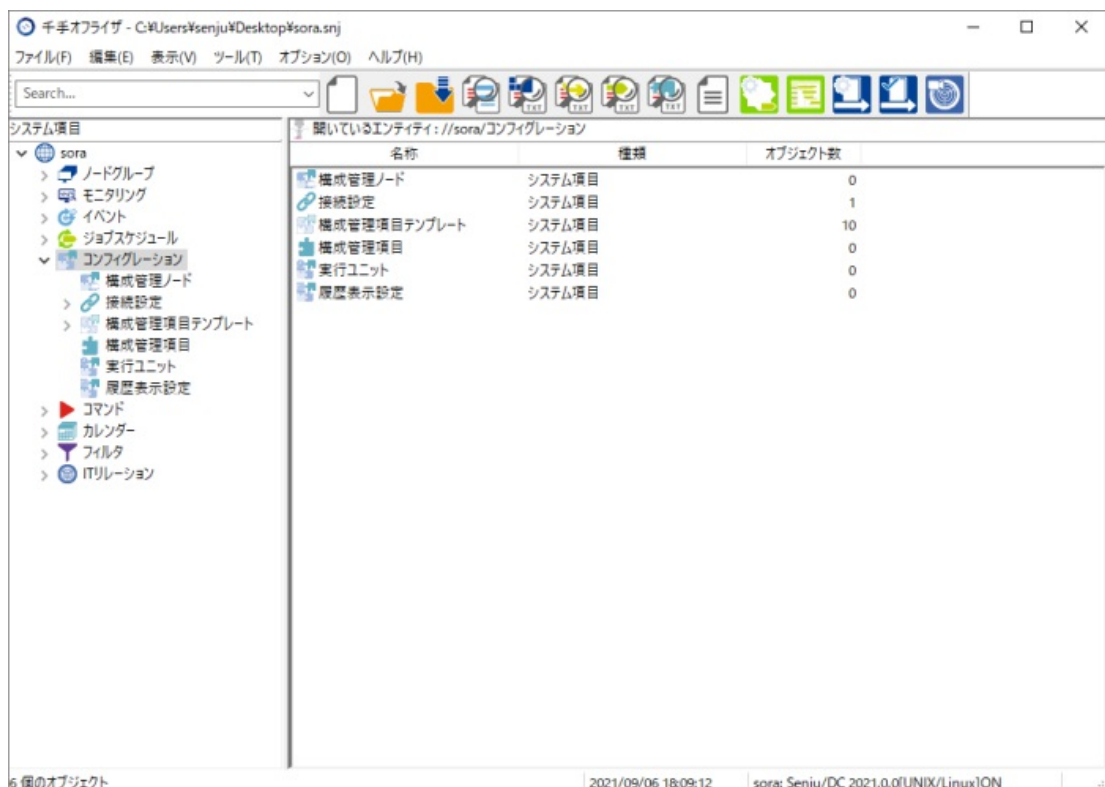 千手オフライザ - C:¥Users¥senju¥Desktop¥sora.snj
ファイル(F) 編集(E) 表示(V) ツール(T) オプション(O) ヘルプ(H)
Search...
TXT TXT TXT TXT
システム項目
開いているエンティティ : //sora/コンフィグレーション
sora
ノードグループ
モニタリング
イベント
ジョブスケジュール
コンフィグレーション
構成管理ノード
接続設定
構成管理項目テンプレート
構成管理項目
実行ユニット
履歴表示設定
コマンド
カレンダー
フィルタ
ITリレーション
名称 種類 オブジェクト数
構成管理ノード システム項目 0
接続設定 システム項目 1
構成管理項目テンプレート システム項目 10
構成管理項目 システム項目 0
実行ユニット システム項目 0
履歴表示設定 システム項目 0
6 個のオブジェクト 2021/09/06 18:09:12 sora: Senju/DC 2021.0.0[UNIX/Linux]ON